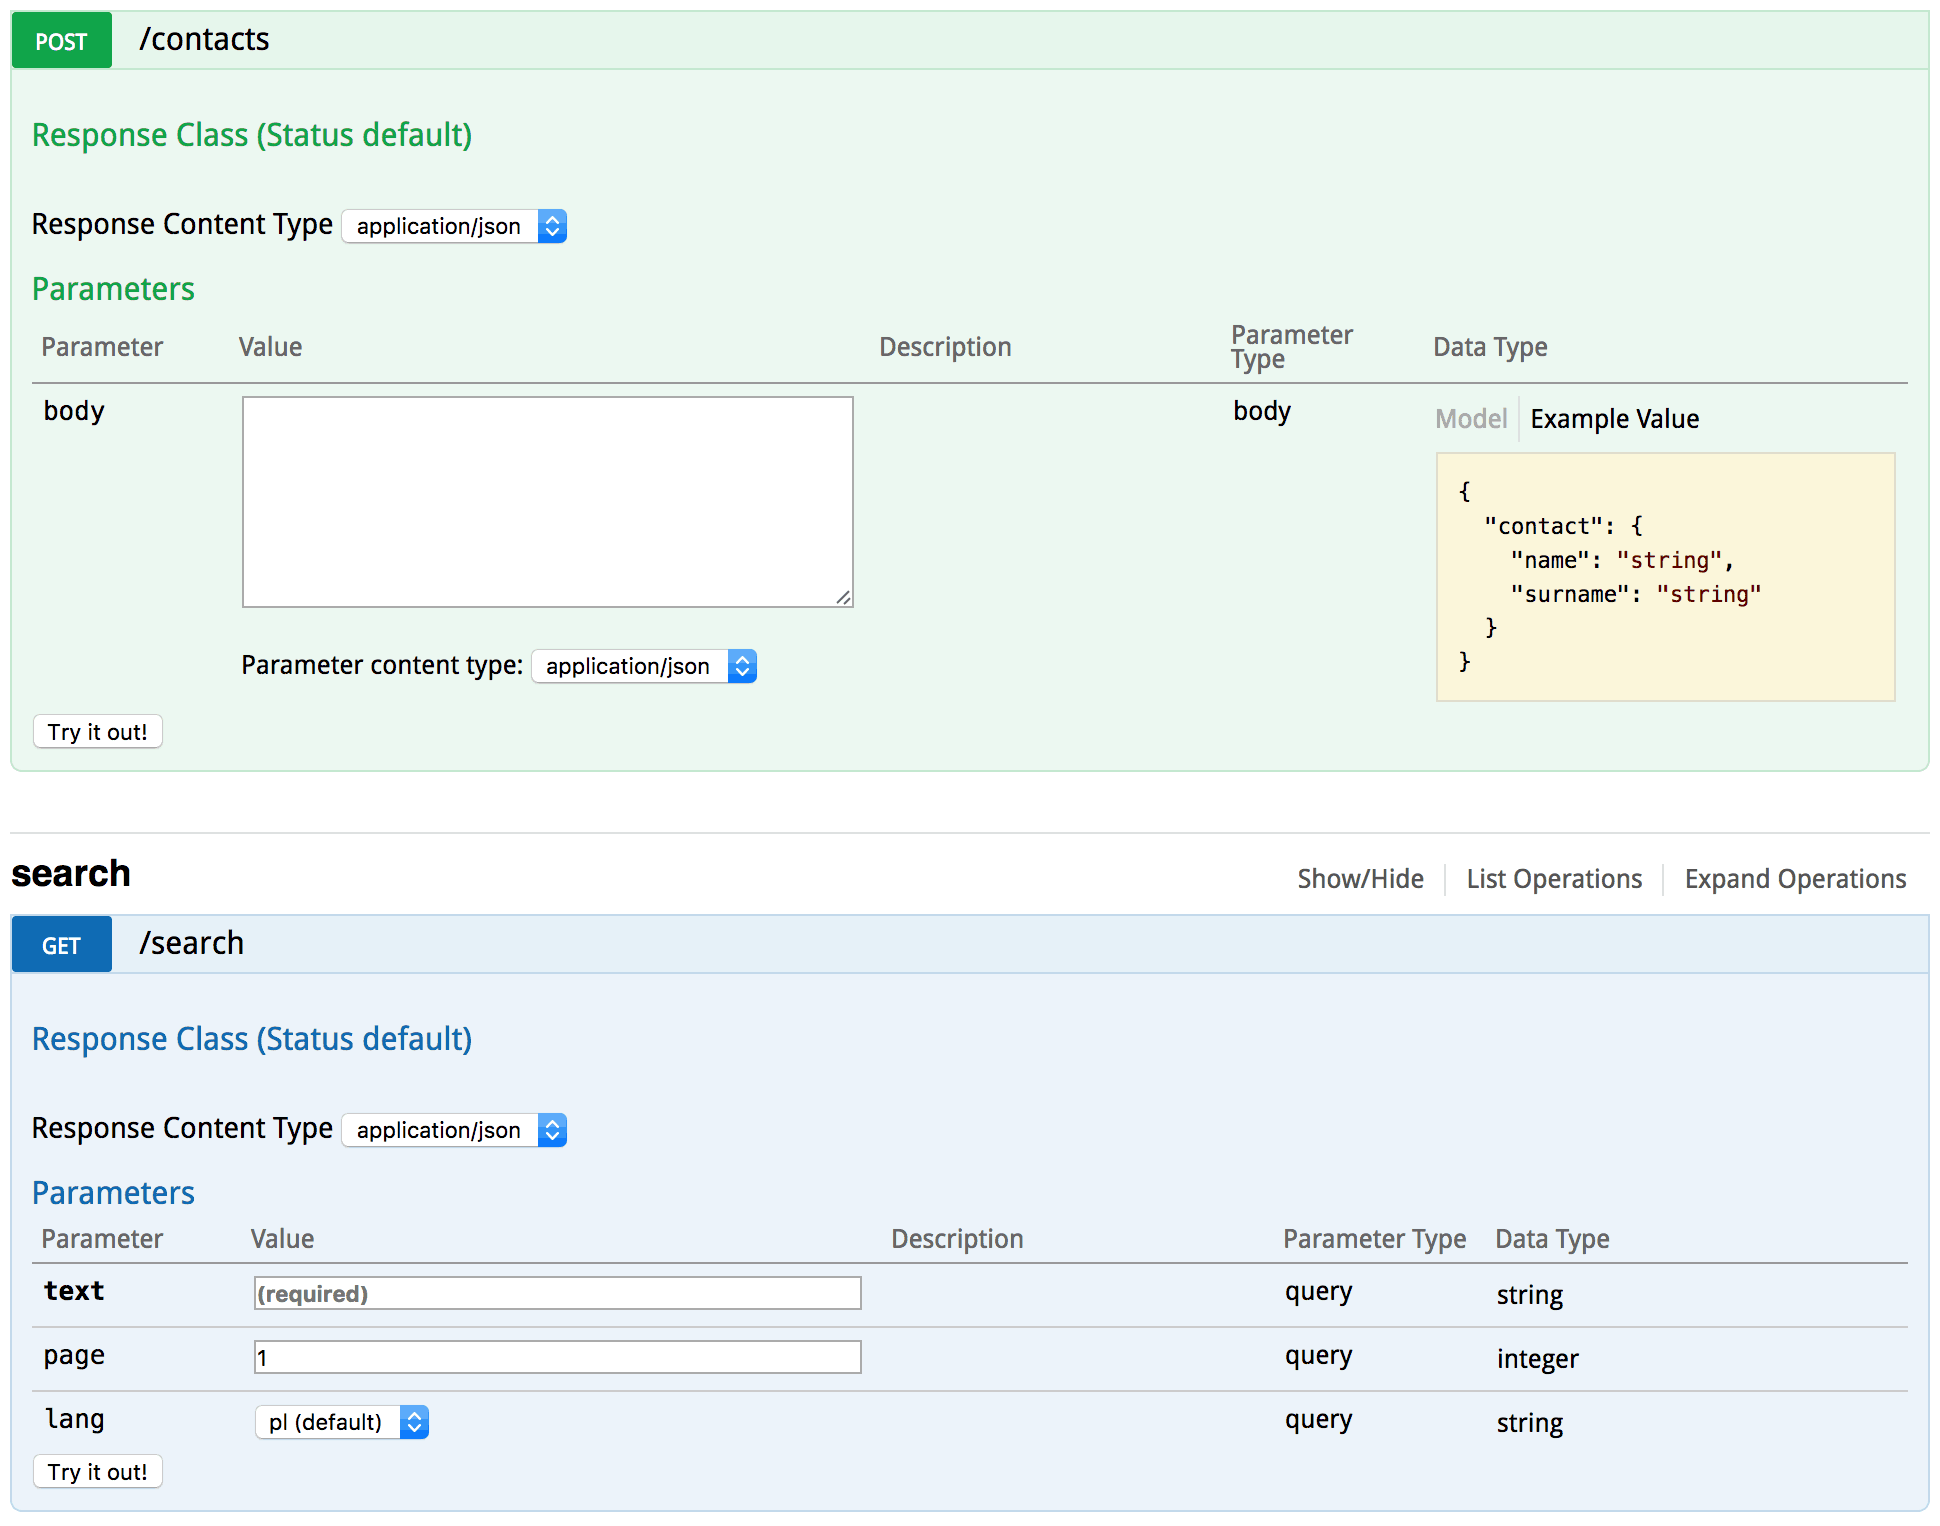 POST /contacts
Response Class (Status default)
Response Content Type application/json
Parameters
Parameter Value Description Parameter Type Data Type
body body Model Example Value
{
"contact": {
"name": "string",
"surname": "string"
}
}
Parameter content type: application/json
Try it out!
search Show/Hide List Operations Expand Operations
GET /search
Response Class (Status default)
Response Content Type application/json
Parameters
Parameter Value Description Parameter Type Data Type
text (required) query string
page 1 query integer
lang pl (default) query string
Try it out!